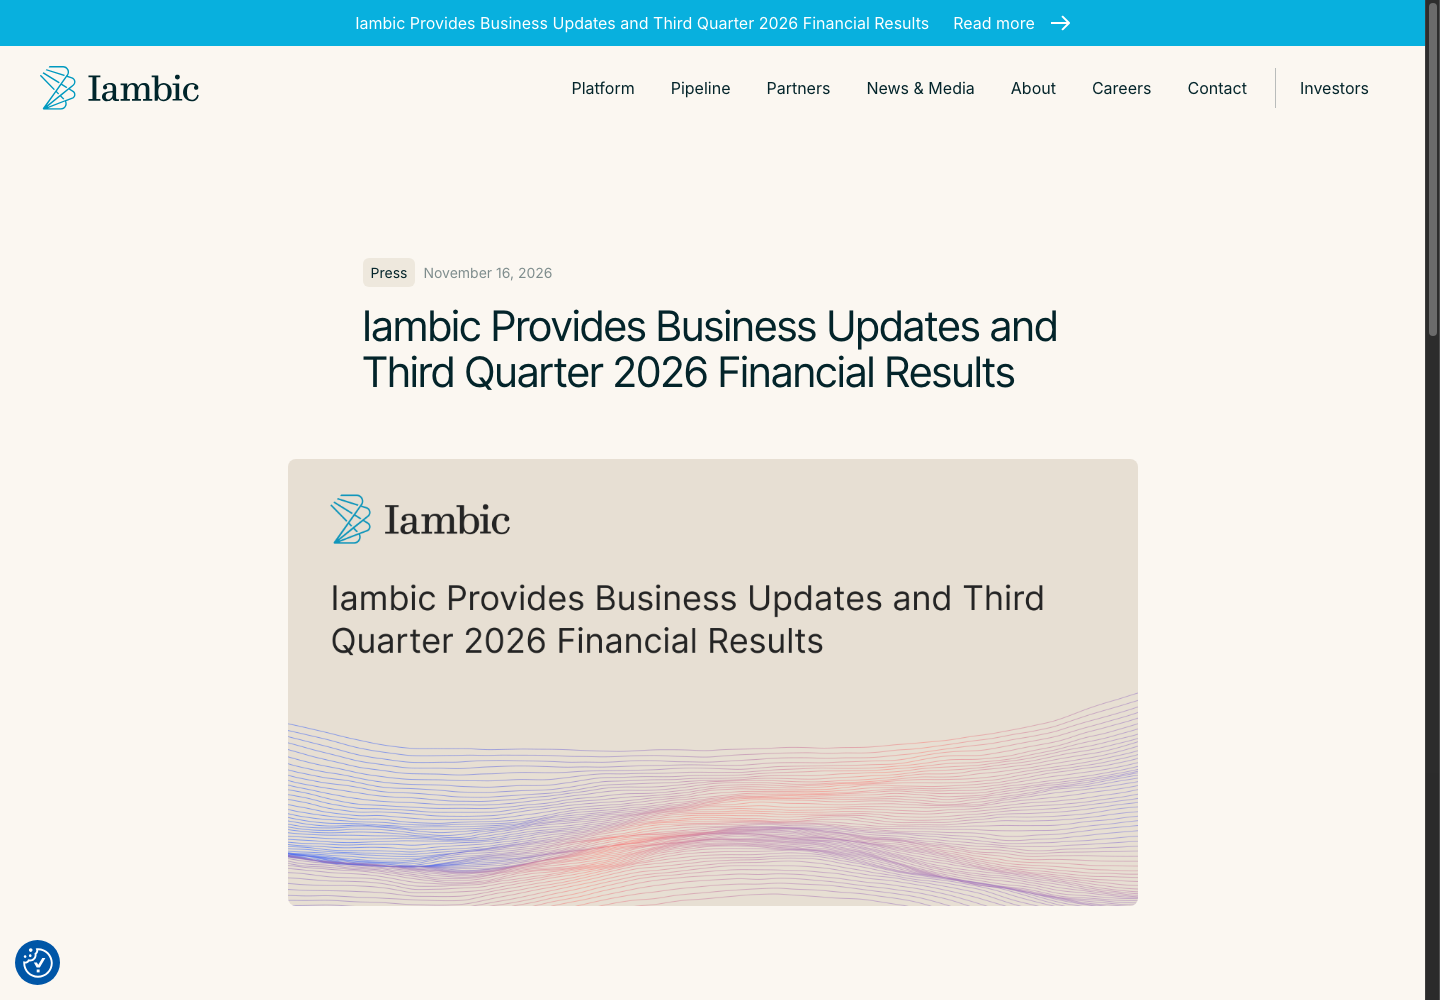 Iambic Provides Business Updates and Third Quarter 2026 Financial Results Read more
Iambic
Platform Pipeline Partners News & Media About Careers Contact Investors
Press November 16, 2026
Iambic Provides Business Updates and
Third Quarter 2026 Financial Results
Iambic
Iambic Provides Business Updates and Third
Quarter 2026 Financial Results